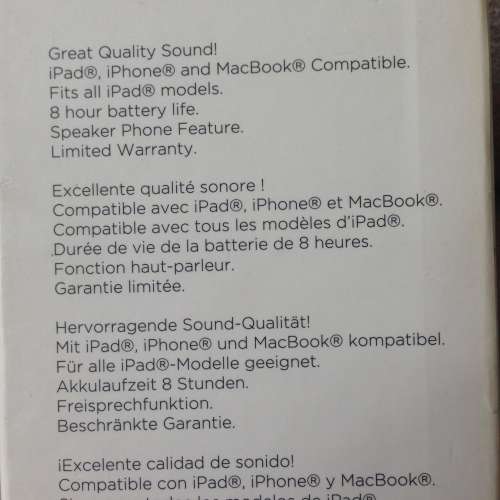 Great Quality Sound!
iPad®, iPhone® and MacBook® Compatible.
Fits all iPad® models.
8 hour battery life.
Speaker Phone Feature.
Limited Warranty.
Excellente qualité sonore !
Compatible avec iPad®, iPhone® et MacBook®.
Compatible avec tous les modèles d'iPad®.
Durée de vie de la batterie de 8 heures.
Fonction haut-parleur.
Garantie limitée.
Hervorragende Sound-Qualität!
Mit iPad®, iPhone® und MacBook® kompatibel.
Für alle iPad®-Modelle geeignet.
Akkulaufzeit 8 Stunden.
Freisprechfunktion.
Beschränkte Garantie.
¡Excelente calidad de sonido!
Compatible con iPad®, iPhone® y MacBook®.
los modelos de iPad®